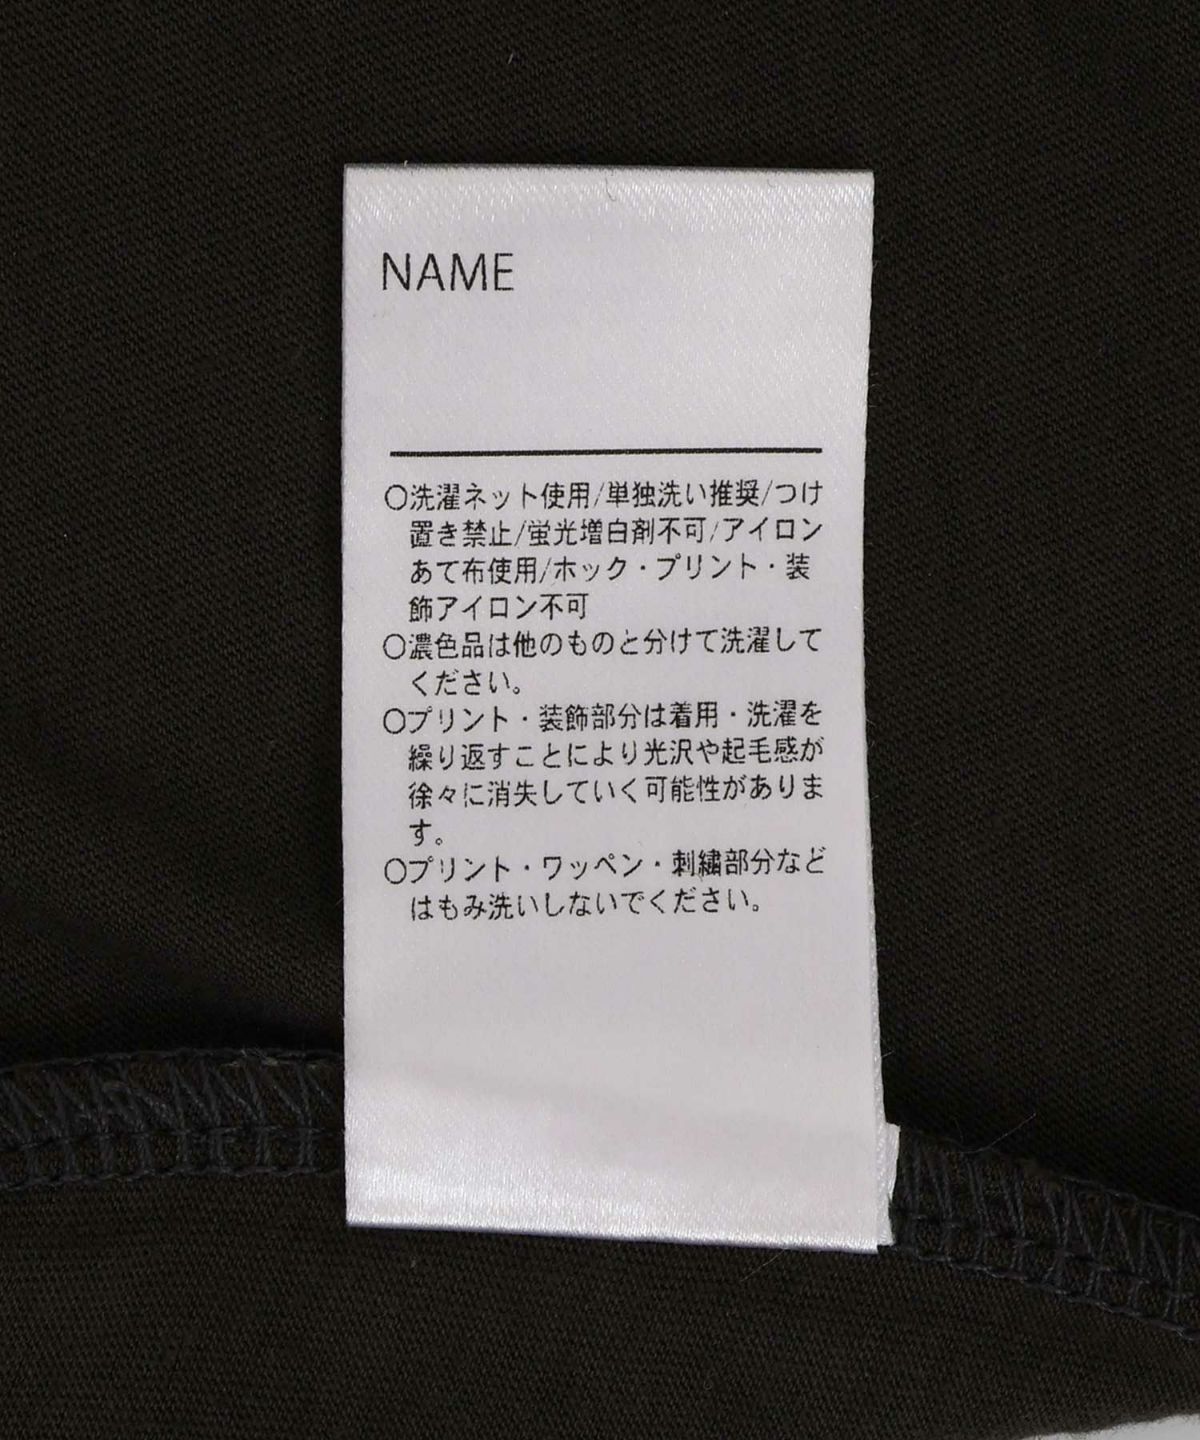 NAME
○洗濯ネット使用/単独洗い推奨/つけ
置き禁止/蛍光増白剤不可/アイロン
あて布使用/ホック・プリント・装
飾アイロン不可
○濃色品は他のものと分けて洗濯して
ください。
○プリント・装飾部分は着用・洗濯を
繰り返すことにより光沢や起毛感が
徐々に消失していく可能性がありま
す。
○プリント・ワッペン・刺繍部分など
はもみ洗いしないでください。